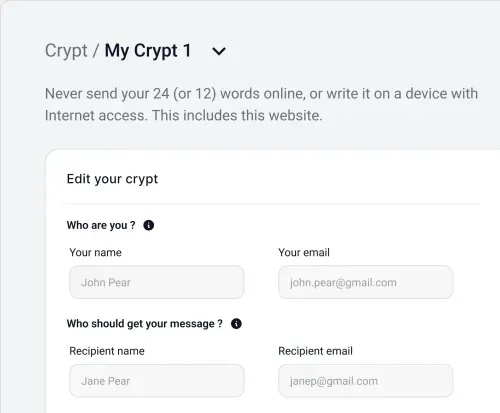 Crypt / My Crypt 1
Never send your 24 (or 12) words online, or write it on a device with
Internet access. This includes this website.
Edit your crypt
Who are you ?
Your name Your email
John Pear john.pear@gmail.com
Who should get your message ?
Recipient name Recipient email
Jane Pear janep@gmail.com